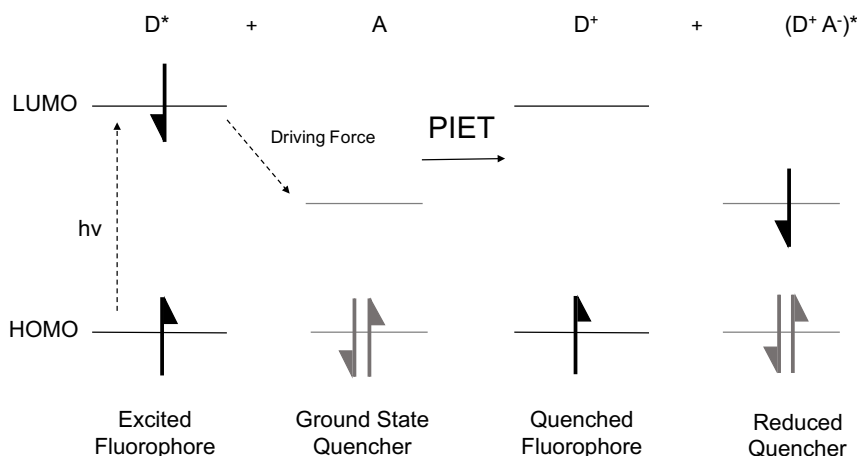 D* + A D⁺ + (D⁺ A⁻)*
LUMO
Driving Force
PIET
hv
HOMO
Excited Fluorophore
Ground State Quencher
Quenched Fluorophore
Reduced Quencher